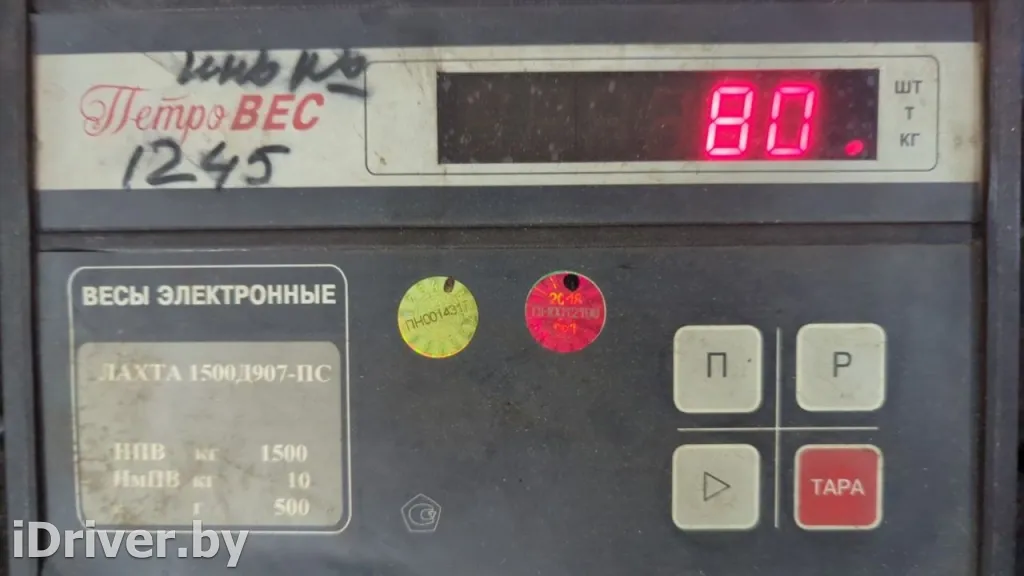 ПетроВЕС
1245
80.
ШТ
Т
КГ
ВЕСЫ ЭЛЕКТРОННЫЕ
ЛАХТА 1500Д907-ПС
НПВ кг 1500
НмПВ кг 10
г 500
2018
П
Р
ТАРА
iDriver.by